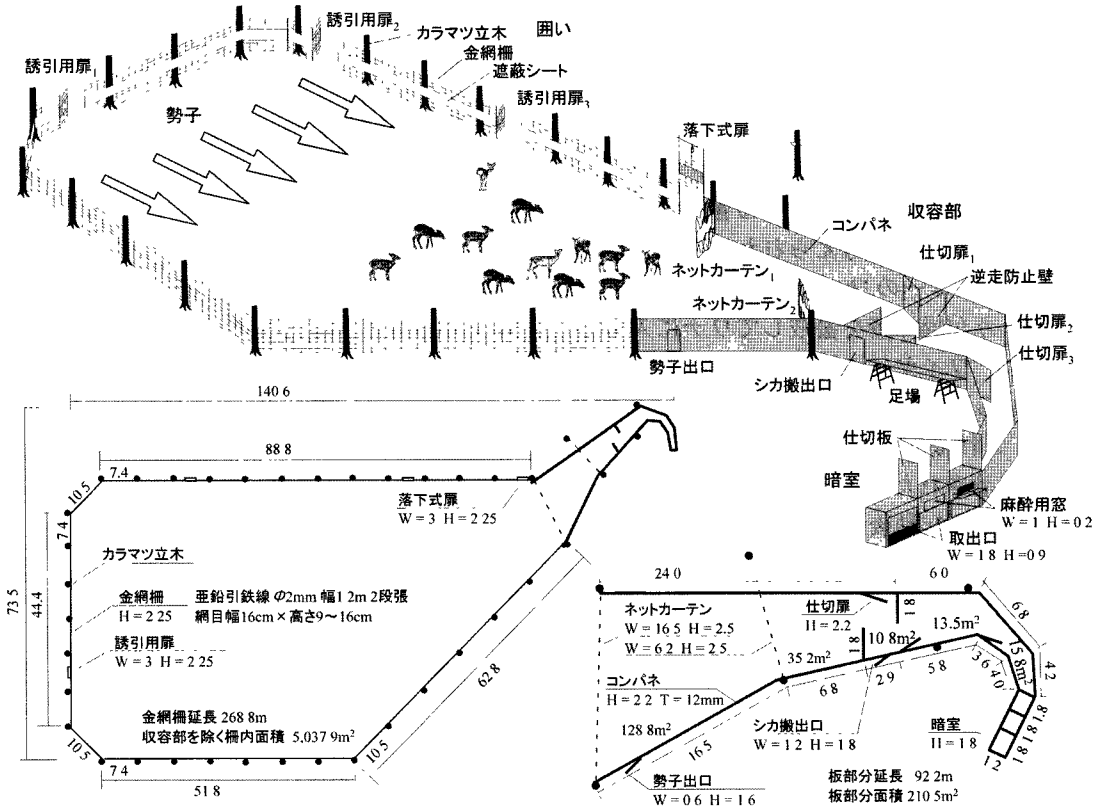 誘引用扉1
誘引用扉2
カラマツ立木
金網柵
遮蔽シート
囲い
誘引用扉3
勢子
落下式扉
収容部
コンパネ
仕切扉1
逆走防止壁
ネットカーテン1
ネットカーテン2
仕切扉2
仕切扉3
勢子出口
シカ搬出口
足場
仕切板
暗室
麻酔用窓
W=1 H=0 2
取出口
W=1 8 H=0 9
140 6
88 8
7.4
10 5
7 4
73 5
44.4
落下式扉
W=3 H=2 25
カラマツ立木
金網柵 亜鉛引鉄線 Φ2mm 幅1 2m 2段張
H=2 25 網目幅16cm×高さ9～16cm
誘引用扉
W=3 H=2 25
62.8
金網柵延長 268 8m
収容部を除く柵内面積 5,037 9m²
10 5
7 4
51 8
10 5
24 0
6 0
ネットカーテン
W=16 5 H=2.5
W=6 2 H=2 5
仕切扉
H=2.2
1 8
1 8
6 8
13.5m²
10 8m²
35 2m²
15 8m²
4 2
コンパネ
H=2 2 T=12mm
6 8
2 9
5 8
3 6
4 0
128 8m²
16 5
シカ搬出口
W=1 2 H=1 8
暗室
H=1 8
1.8
1 8
1 8
1 2
勢子出口
W=0 6 H=1 6
板部分延長 92 2m
板部分面積 210 5m²